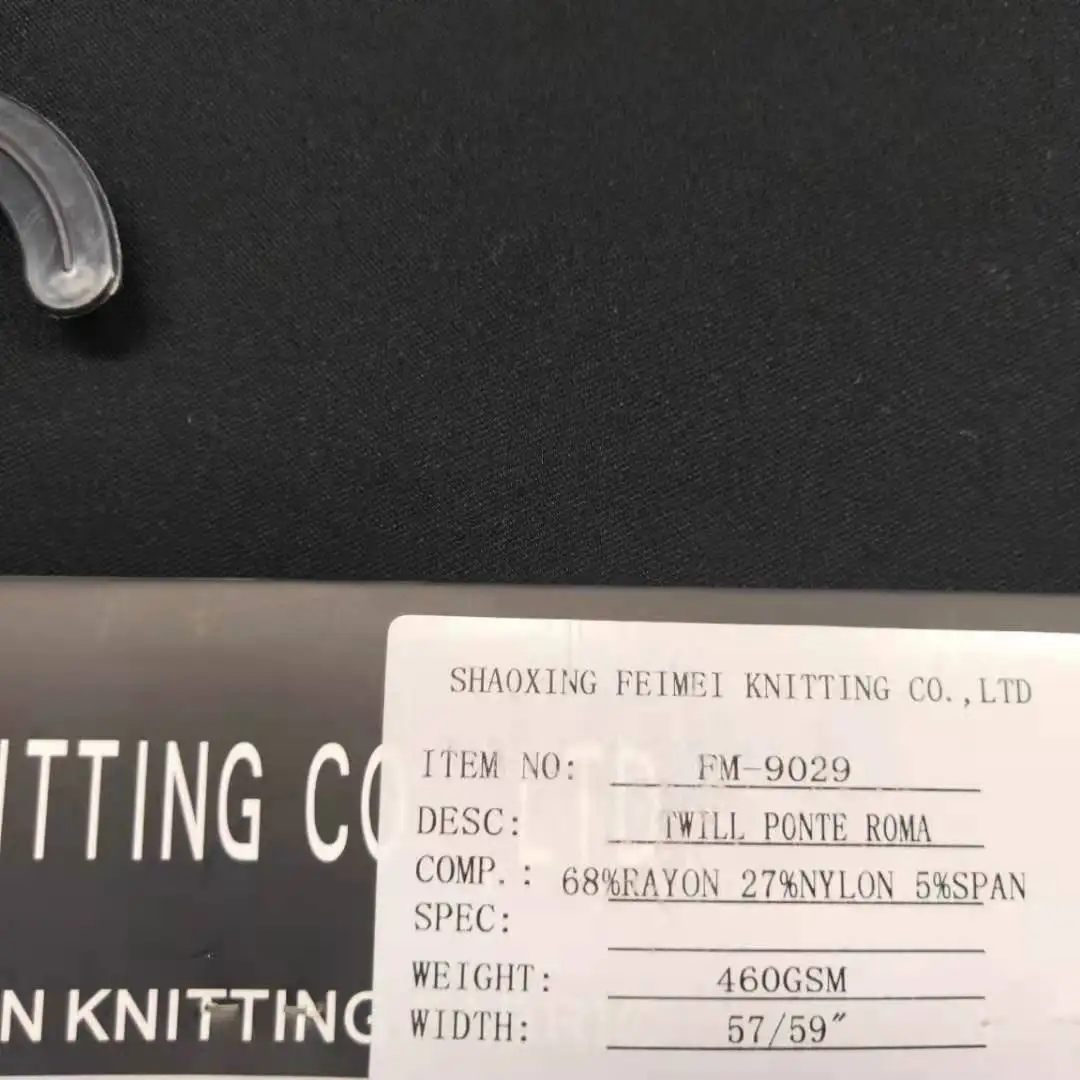 SHAOXING FEIMEI KNITTING CO.,LTD
ITEM NO: FM-9029
DESC: TWILL PONTE ROMA
COMP.: 68%RAYON 27%NYLON 5%SPAN
SPEC:
WEIGHT: 460GSM
WIDTH: 57/59″
ITTING CO LTD
N KNITTING